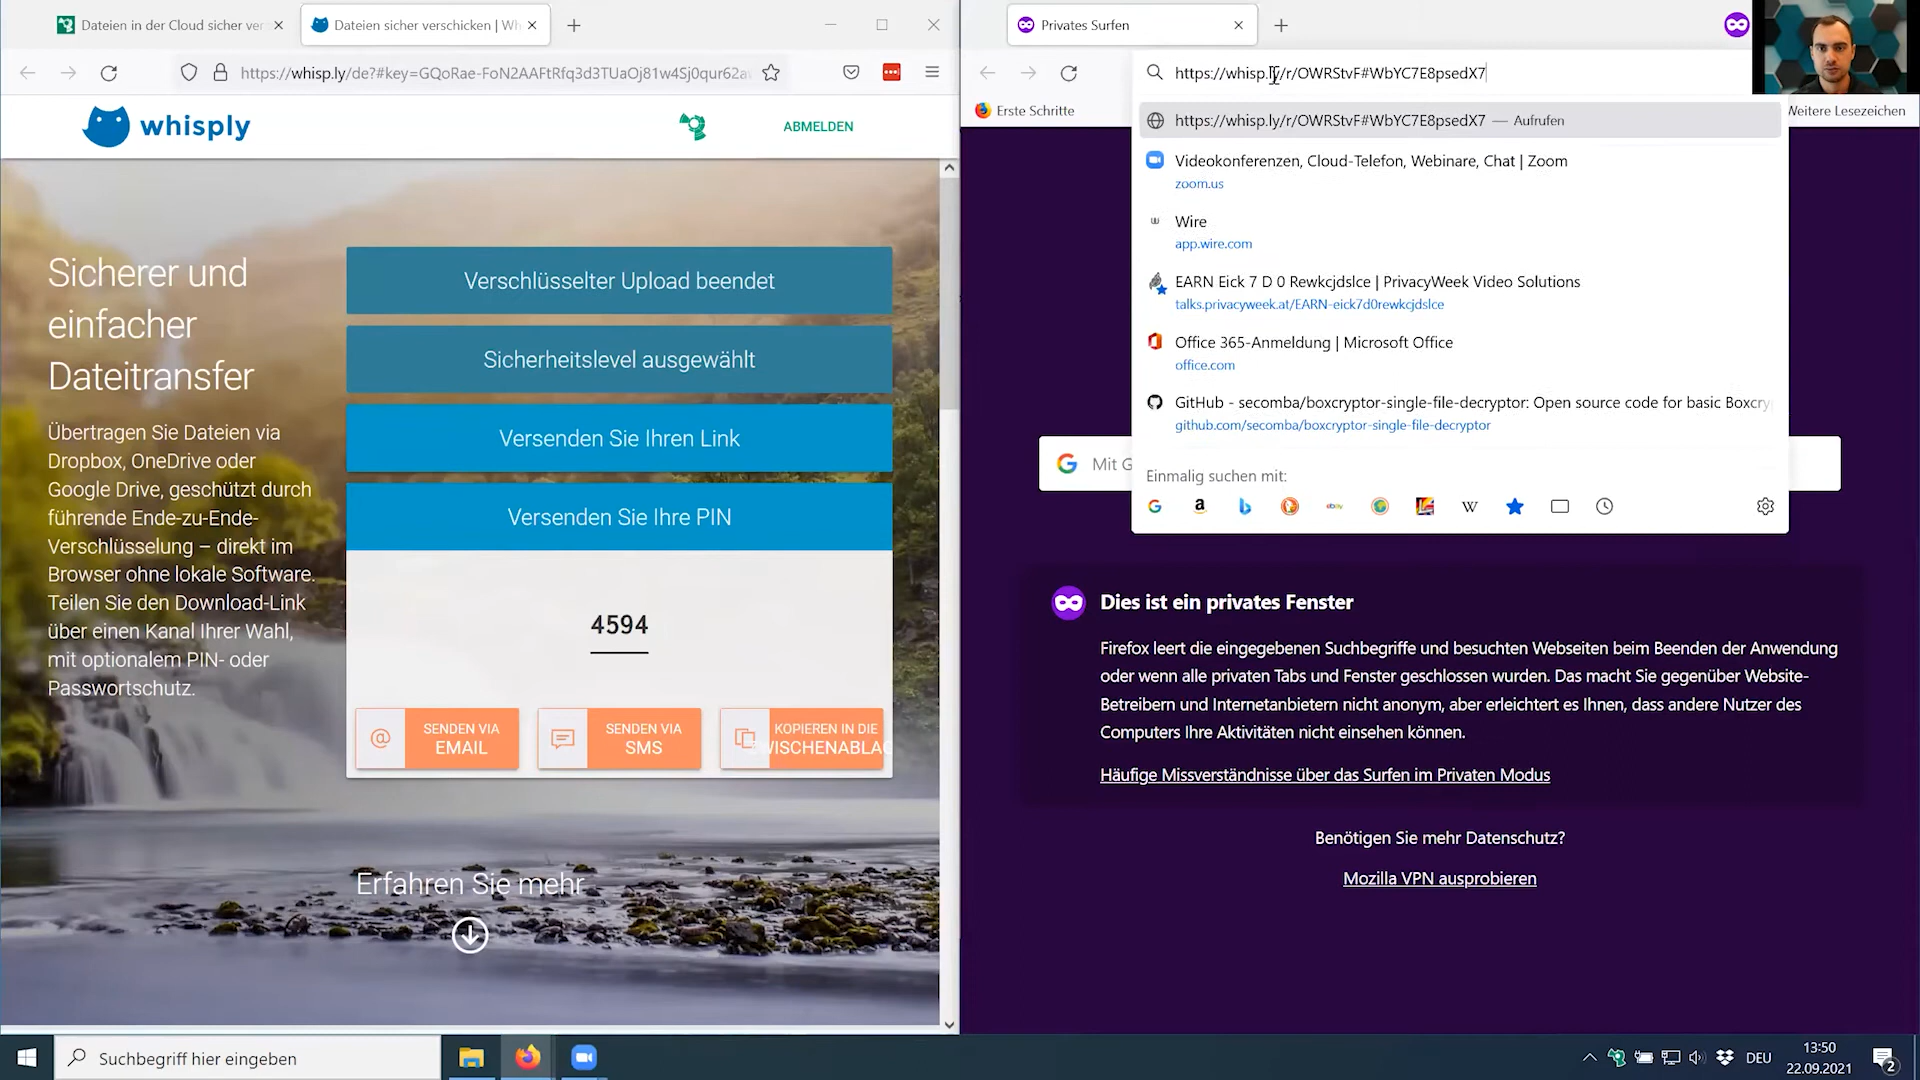 Dateien in der Cloud sicher ver
Dateien sicher verschicken | Wh
https://whisp.ly/de?#key=GQoRae-FoN2AAFtRfq3d3TUaOj81w4Sj0qur62a
whisply
ABMELDEN
Sicherer und
einfacher
Dateitransfer
Übertragen Sie Dateien via
Dropbox, OneDrive oder
Google Drive, geschützt durch
führende Ende-zu-Ende-
Verschlüsselung – direkt im
Browser ohne lokale Software.
Teilen Sie den Download-Link
über einen Kanal Ihrer Wahl,
mit optionalem PIN- oder
Passwortschutz.
Verschlüsselter Upload beendet
Sicherheitslevel ausgewählt
Versenden Sie Ihren Link
Versenden Sie Ihre PIN
4594
SENDEN VIA
EMAIL
SENDEN VIA
SMS
KOPIEREN IN DIE
WISCHENABLAG
Erfahren Sie mehr
Privates Surfen
https://whisp.ly/r/OWRStvF#WbYC7E8psedX7
Erste Schritte
Weitere Lesezeichen
https://whisp.ly/r/OWRStvF#WbYC7E8psedX7 — Aufrufen
Videokonferenzen, Cloud-Telefon, Webinare, Chat | Zoom
zoom.us
Wire
app.wire.com
EARN Eick 7 D 0 Rewkcjdslce | PrivacyWeek Video Solutions
talks.privacyweek.at/EARN-eick7d0rewkcjdslce
Office 365-Anmeldung | Microsoft Office
office.com
GitHub - secomba/boxcryptor-single-file-decryptor: Open source code for basic Boxcry
github.com/secomba/boxcryptor-single-file-decryptor
Mit G
Einmalig suchen mit:
Dies ist ein privates Fenster
Firefox leert die eingegebenen Suchbegriffe und besuchten Webseiten beim Beenden der Anwendung
oder wenn alle privaten Tabs und Fenster geschlossen wurden. Das macht Sie gegenüber Website-
Betreibern und Internetanbietern nicht anonym, aber erleichtert es Ihnen, dass andere Nutzer des
Computers Ihre Aktivitäten nicht einsehen können.
Häufige Missverständnisse über das Surfen im Privaten Modus
Benötigen Sie mehr Datenschutz?
Mozilla VPN ausprobieren
Suchbegriff hier eingeben
DEU
13:50
22.09.2021
2